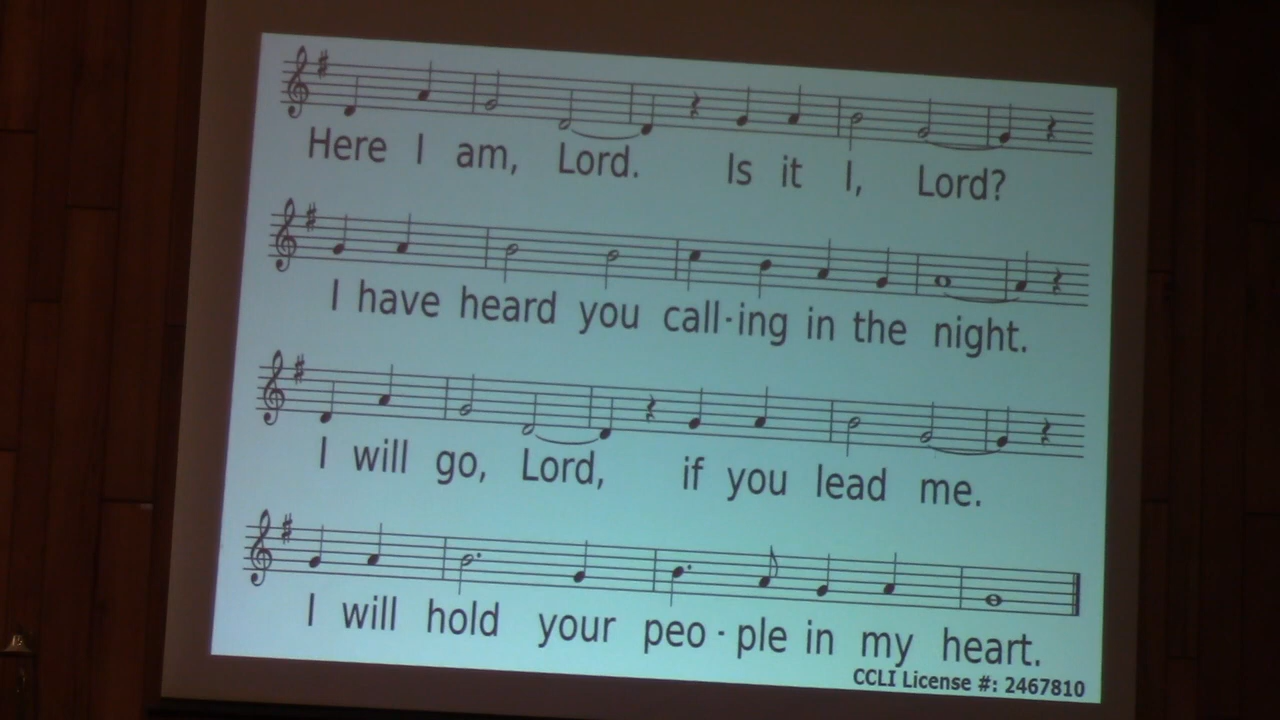 Here I am, Lord. Is it I, Lord?
I have heard you call-ing in the night.
I will go, Lord, if you lead me.
I will hold your peo-ple in my heart.
CCLI License #: 2467810